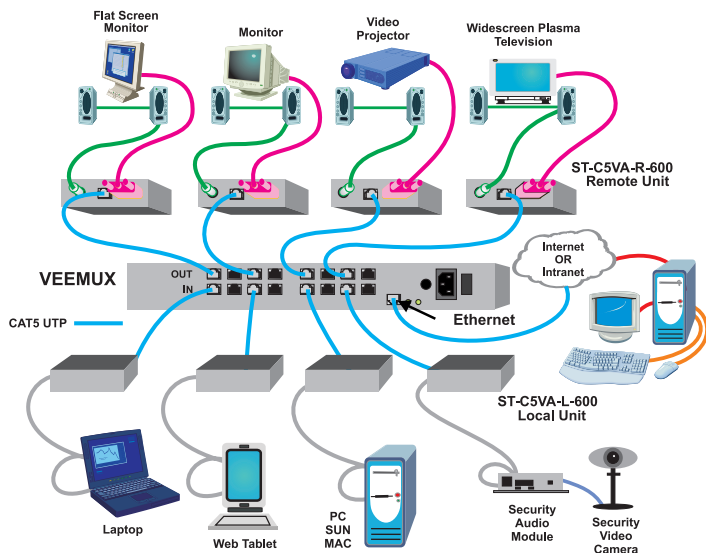 Flat Screen
Monitor
Monitor
Video
Projector
Widescreen Plasma
Television
ST-C5VA-R-600
Remote Unit
Internet
OR
Intranet
VEEMUX
OUT
IN
Ethernet
CAT5 UTP
ST-C5VA-L-600
Local Unit
Laptop
Web Tablet
PC
SUN
MAC
Security
Audio
Module
Security
Video
Camera